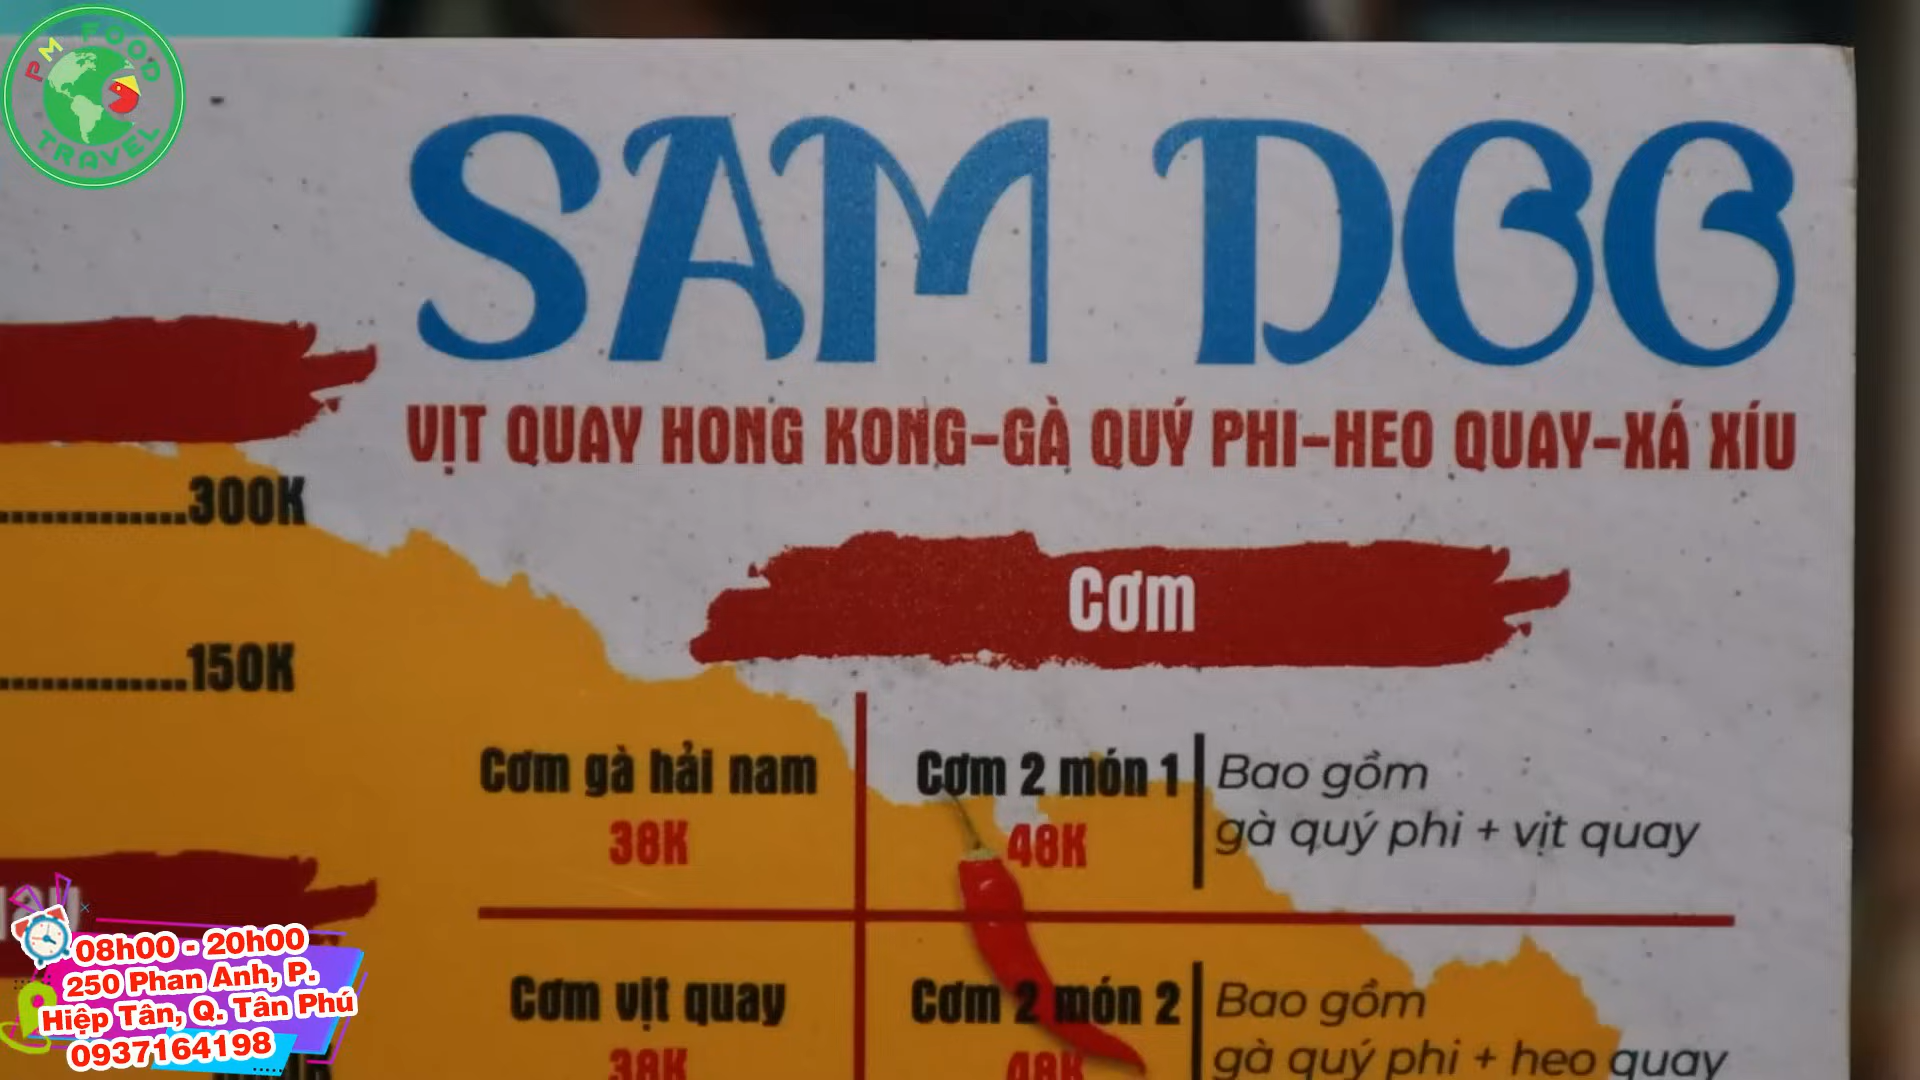 PM FOOD
TRAVEL
SAM DOO
VỊT QUAY HONG KONG-GÀ QUÝ PHI-HEO QUAY-XÁ XÍU
.............300K
Cơm
.............150K
Cơm gà hải nam
38K
Cơm 2 món 1
48K
Bao gồm
gà quý phi + vịt quay
Cơm vịt quay
38K
Cơm 2 món 2
48K
Bao gồm
gà quý phi + heo quay
08h00 - 20h00
250 Phan Anh, P.
Hiệp Tân, Q. Tân Phú
0937164198